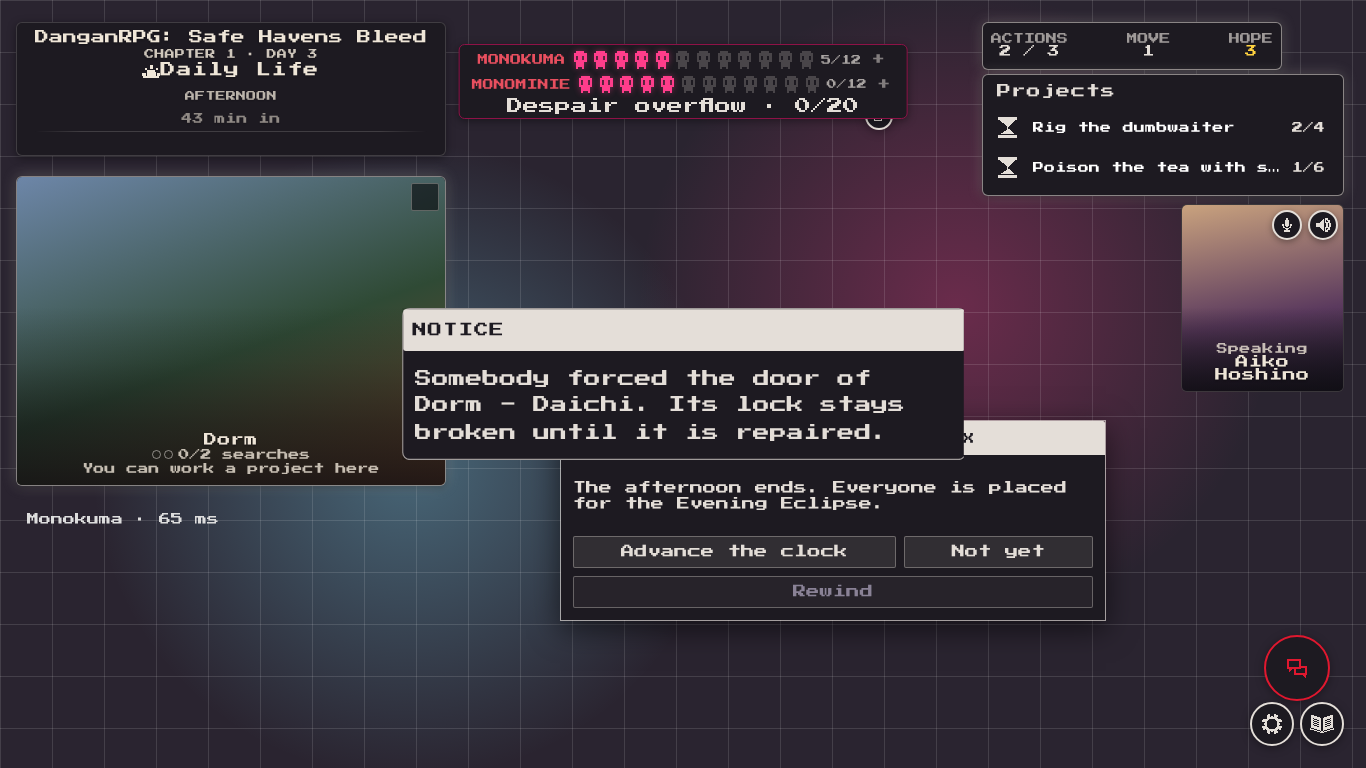 DanganRPG: Safe Havens Bleed
CHAPTER 1 · DAY 3
Daily Life
AFTERNOON
43 min in
MONOKUMA 5/12 +
MONOMINIE 0/12 +
Despair overflow · 0/20
ACTIONS MOVE HOPE
2 / 3 1 3
Projects
Rig the dumbwaiter 2/4
Poison the tea with s… 1/6
Speaking
Aiko
Hoshino
Dorm
0/2 searches
You can work a project here
Monokuma · 65 ms
NOTICE
Somebody forced the door of
Dorm – Daichi. Its lock stays
broken until it is repaired.
x
The afternoon ends. Everyone is placed
for the Evening Eclipse.
Advance the clock Not yet
Rewind